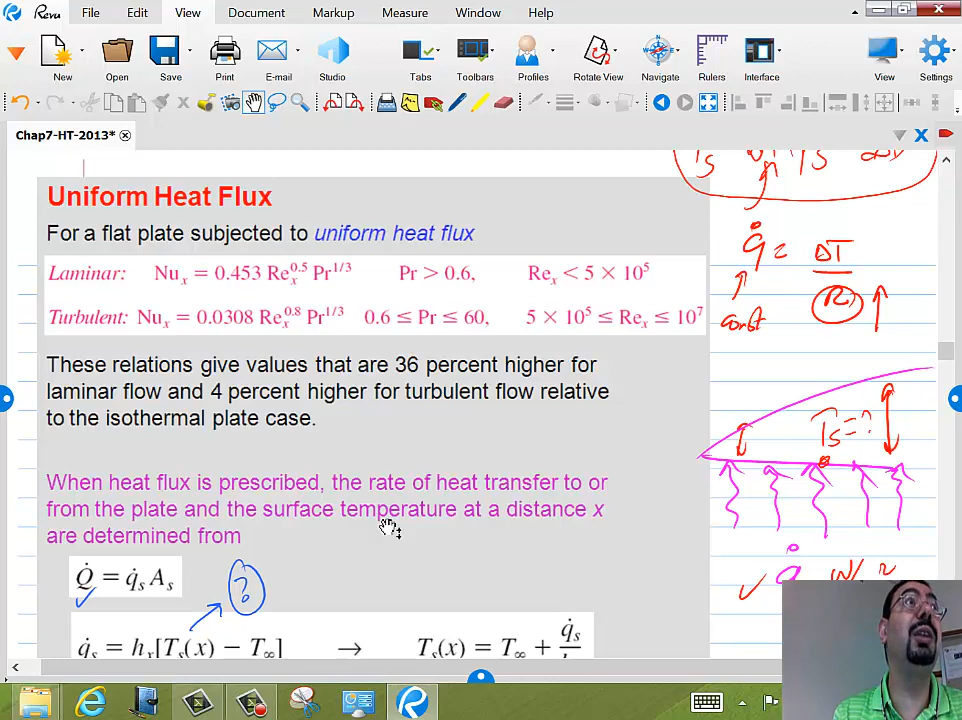 Revu File Edit View Document Markup Measure Window Help
New Open Save Print E-mail Studio Tabs Toolbars Profiles Rotate View Navigate Rulers Interface View Settings
Chap7-HT-2013*
Uniform Heat Flux
For a flat plate subjected to uniform heat flux
Laminar: Nu_x = 0.453 Re_x^0.5 Pr^1/3 Pr > 0.6, Re_x < 5 × 10^5
Turbulent: Nu_x = 0.0308 Re_x^0.8 Pr^1/3 0.6 ≤ Pr ≤ 60, 5 × 10^5 ≤ Re_x ≤ 10^7
These relations give values that are 36 percent higher for
laminar flow and 4 percent higher for turbulent flow relative
to the isothermal plate case.
When heat flux is prescribed, the rate of heat transfer to or
from the plate and the surface temperature at a distance x
are determined from
Q̇ = q̇_s A_s
?
q̇_s = h_x[T_s(x) − T_∞] → T_s(x) = T_∞ + q̇_s
q̇ = ΔT
R
const
T_s = ?
q̇ W/